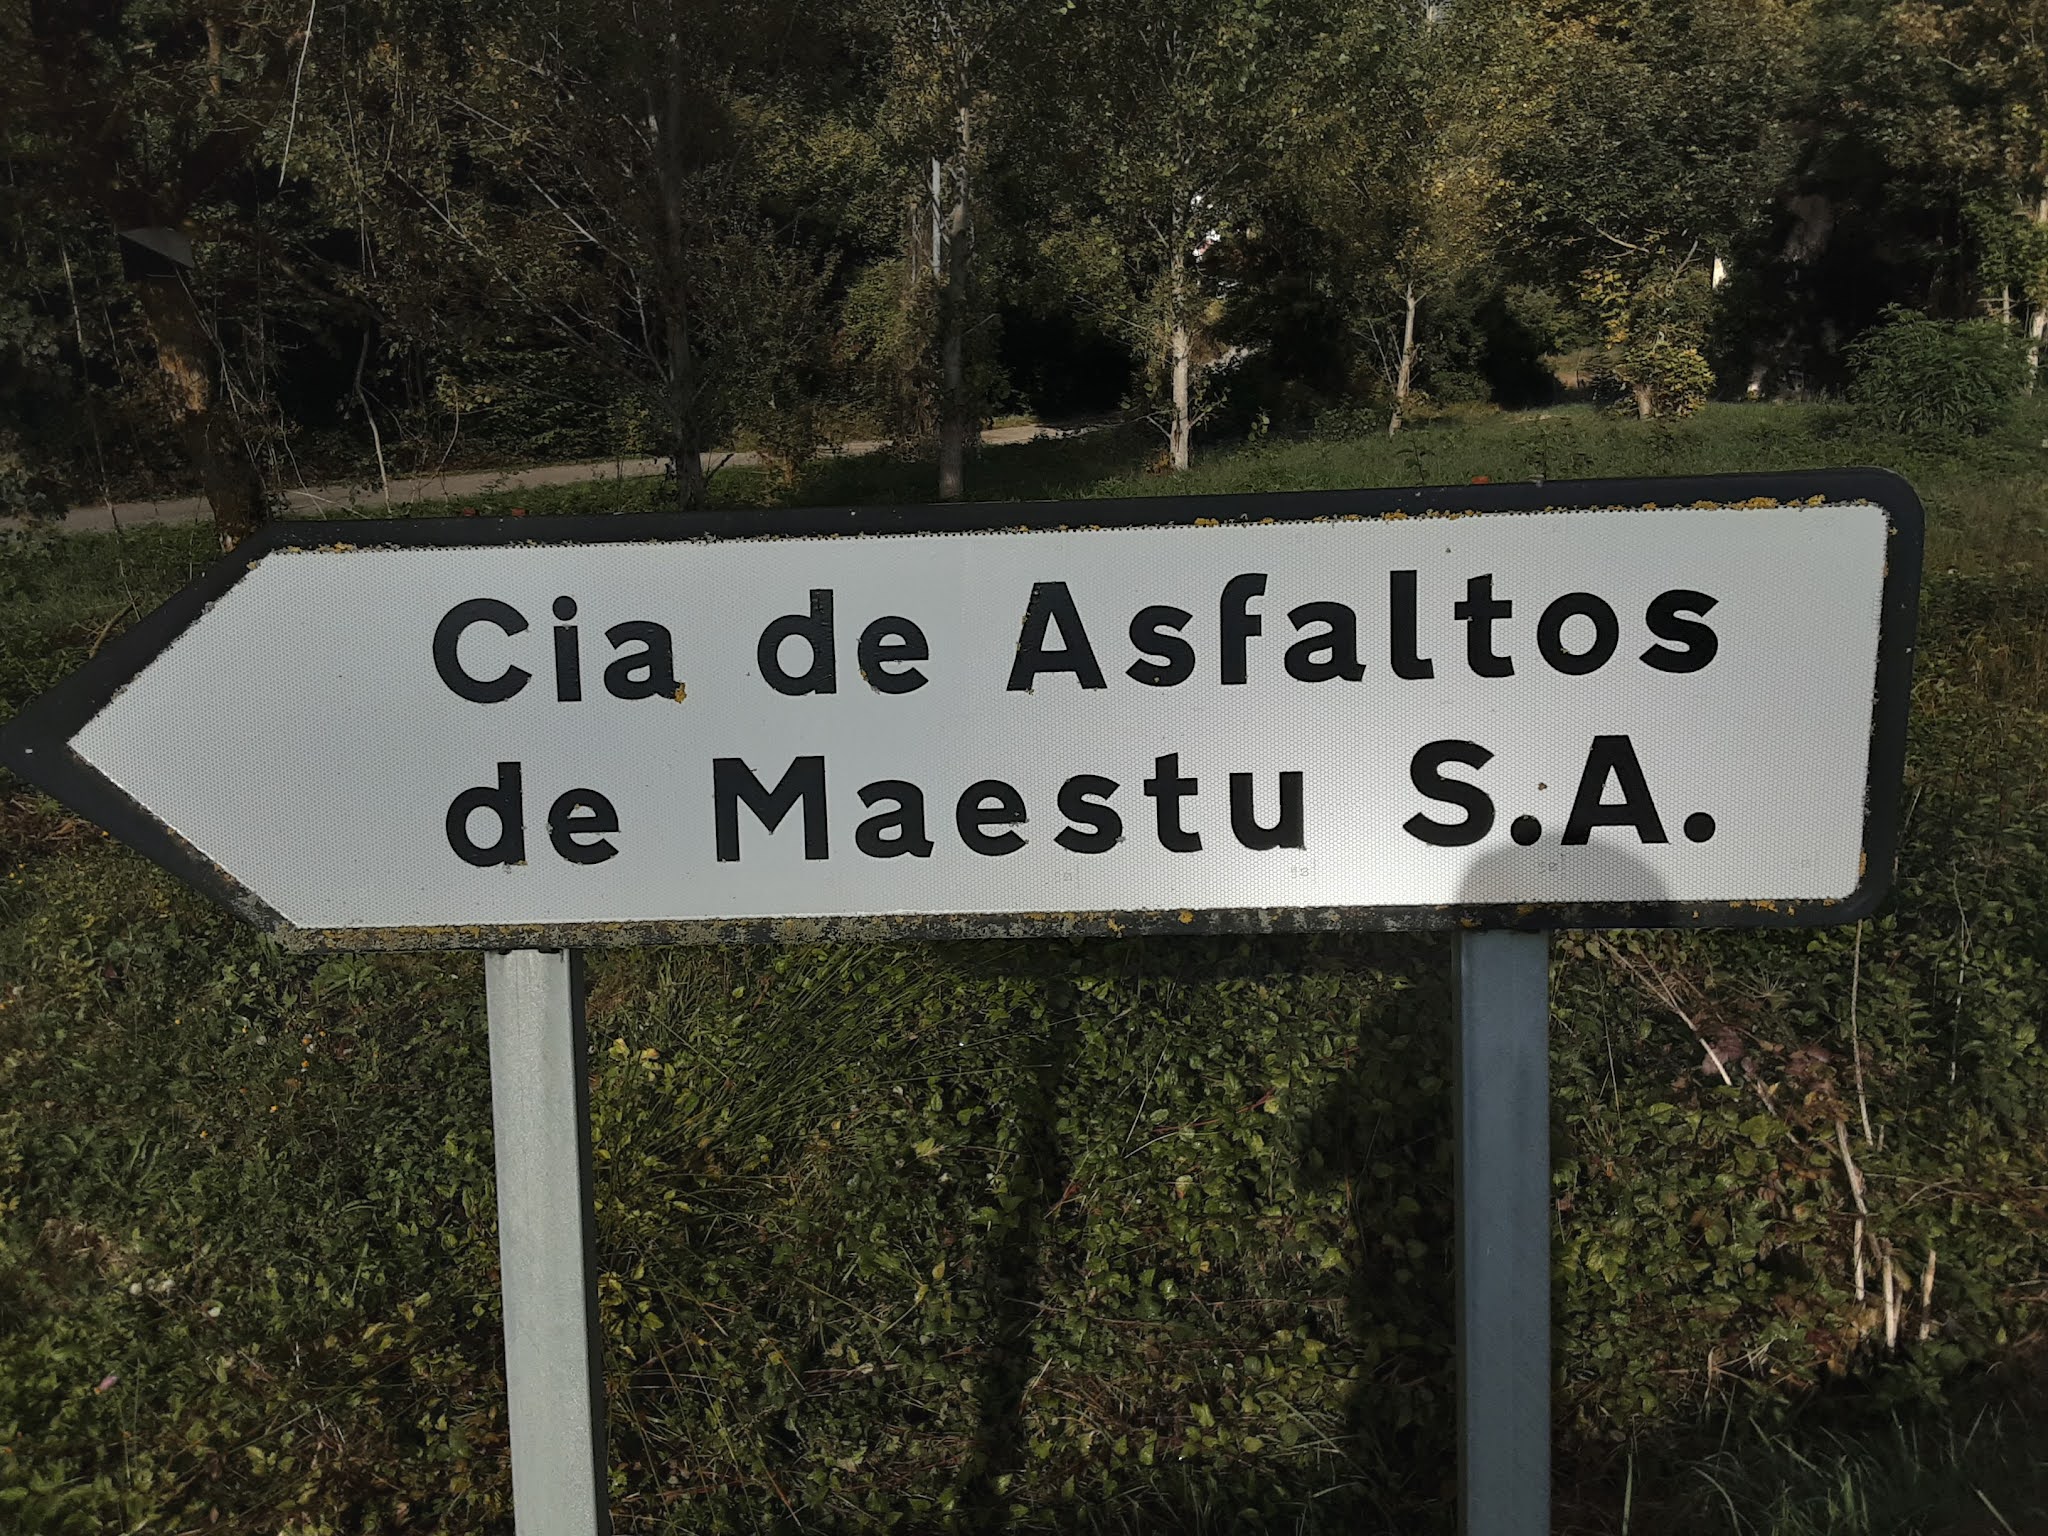 Cia de Asfaltos
de Maestu S.A.